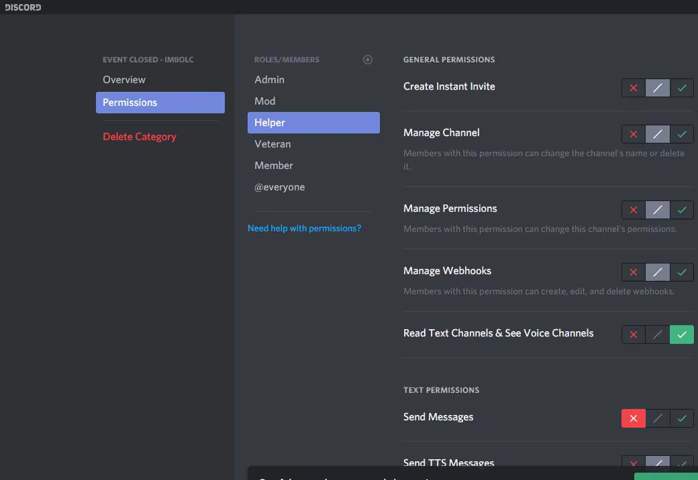 DISCORD
EVENT CLOSED - IMBOLC
Overview
Permissions
Delete Category
ROLES/MEMBERS
Admin
Mod
Helper
Veteran
Member
@everyone
Need help with permissions?
GENERAL PERMISSIONS
Create Instant Invite
Manage Channel
Members with this permission can change the channel's name or delete
it.
Manage Permissions
Members with this permission can change this channel's permissions.
Manage Webhooks
Members with this permission can create, edit, and delete webhooks.
Read Text Channels & See Voice Channels
TEXT PERMISSIONS
Send Messages
Send TTS Messages